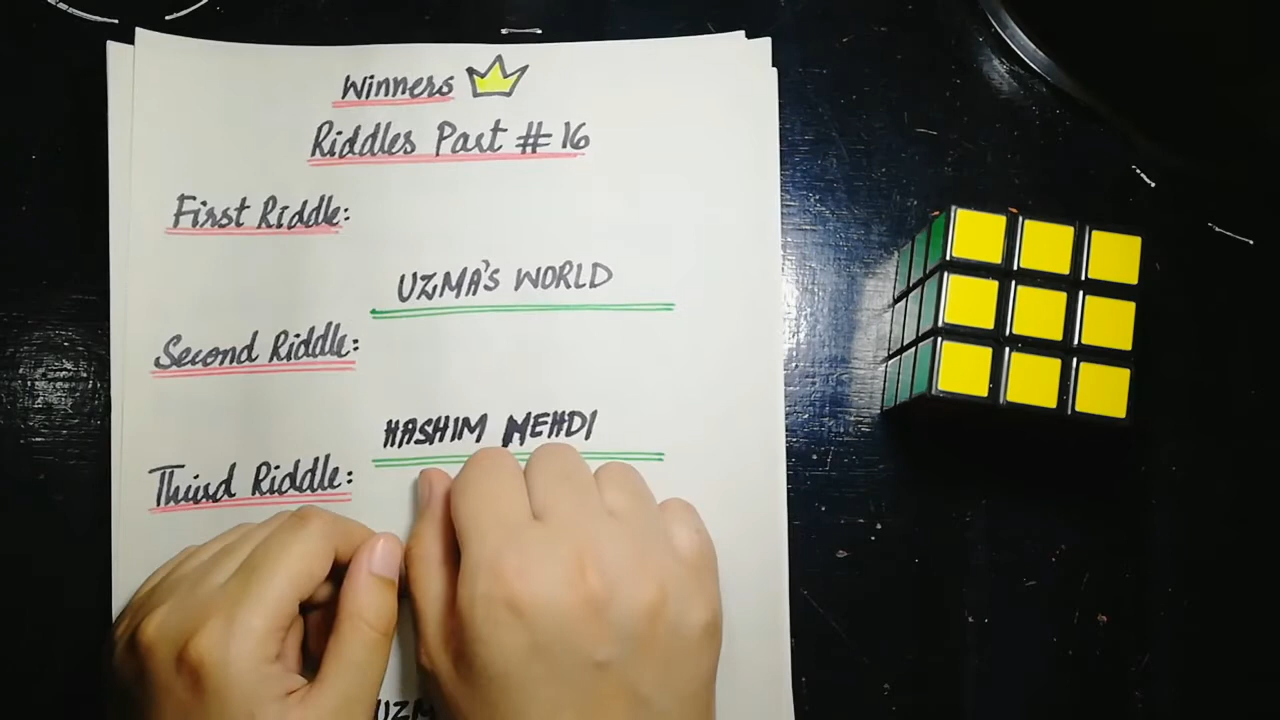 Winners
Riddles Part # 16
First Riddle:
UZMA'S WORLD
Second Riddle:
HASHIM MEHDI
Third Riddle: